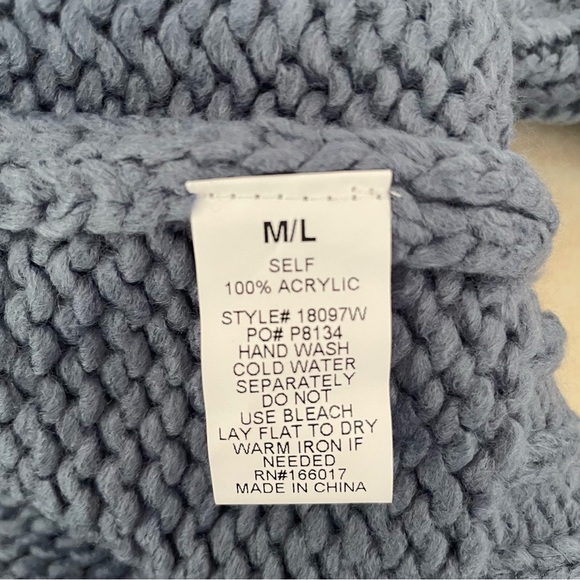 M/L
SELF
100% ACRYLIC
STYLE# 18097W
PO# P8134
HAND WASH
COLD WATER
SEPARATELY
DO NOT
USE BLEACH
LAY FLAT TO DRY
WARM IRON IF
NEEDED
RN#166017
MADE IN CHINA